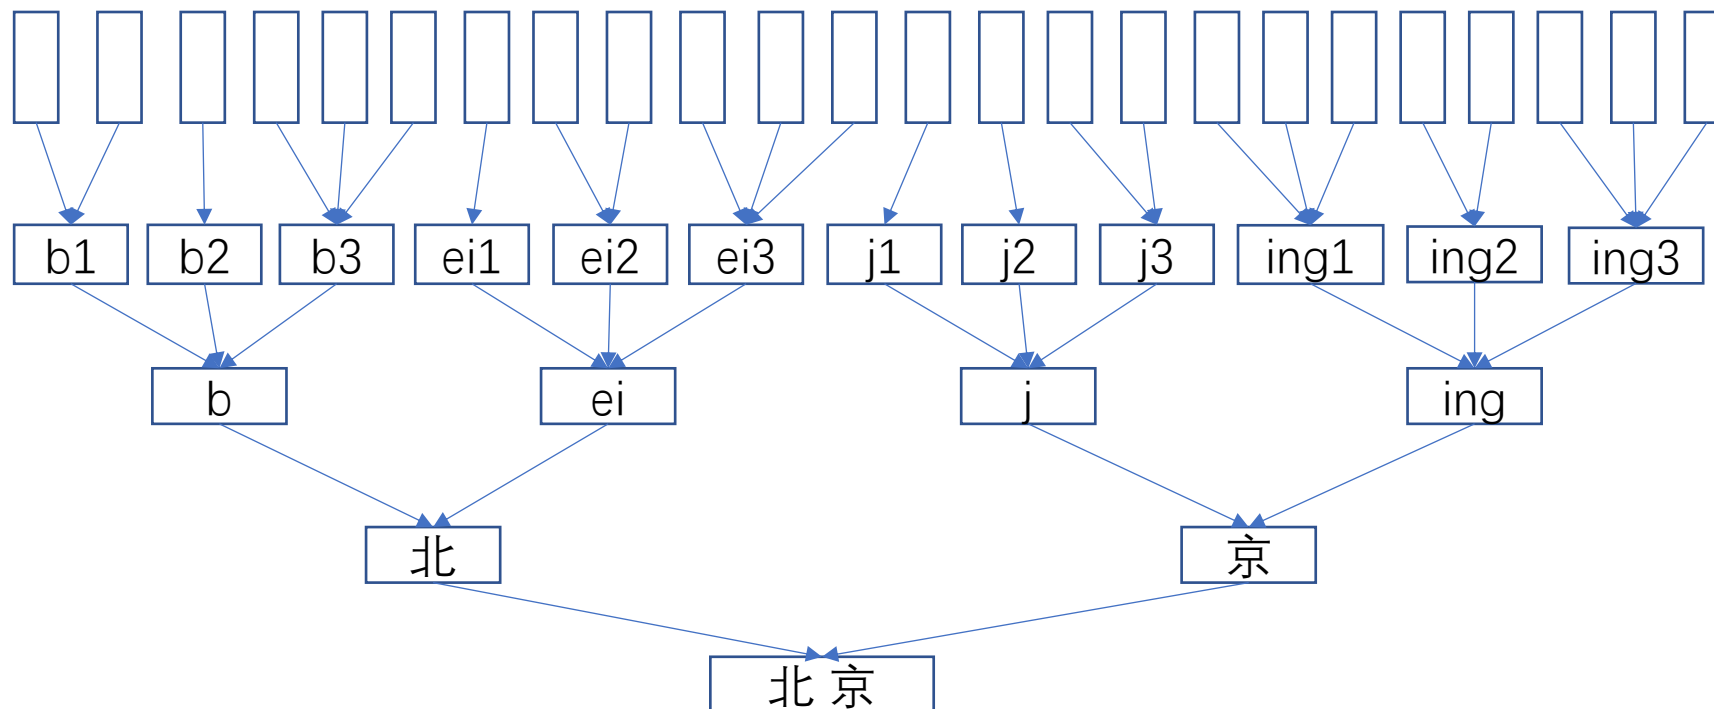 b1 b2 b3 ei1 ei2 ei3 j1 j2 j3 ing1 ing2 ing3
b ei j ing
北 京
北 京